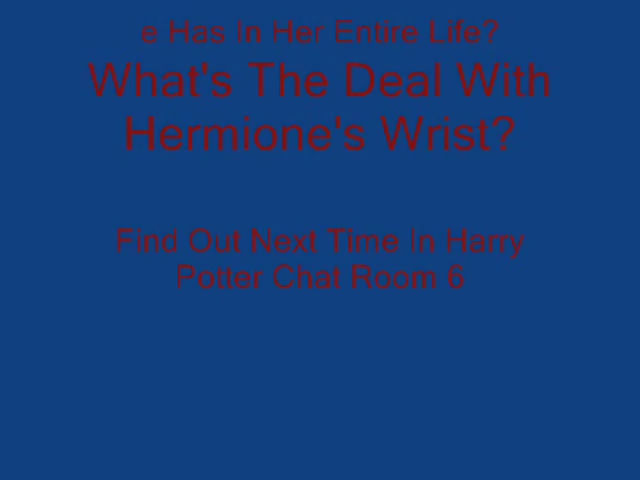 e Has In Her Entire Life?
What's The Deal With
Hermione's Wrist?
Find Out Next Time In Harry
Potter Chat Room 6